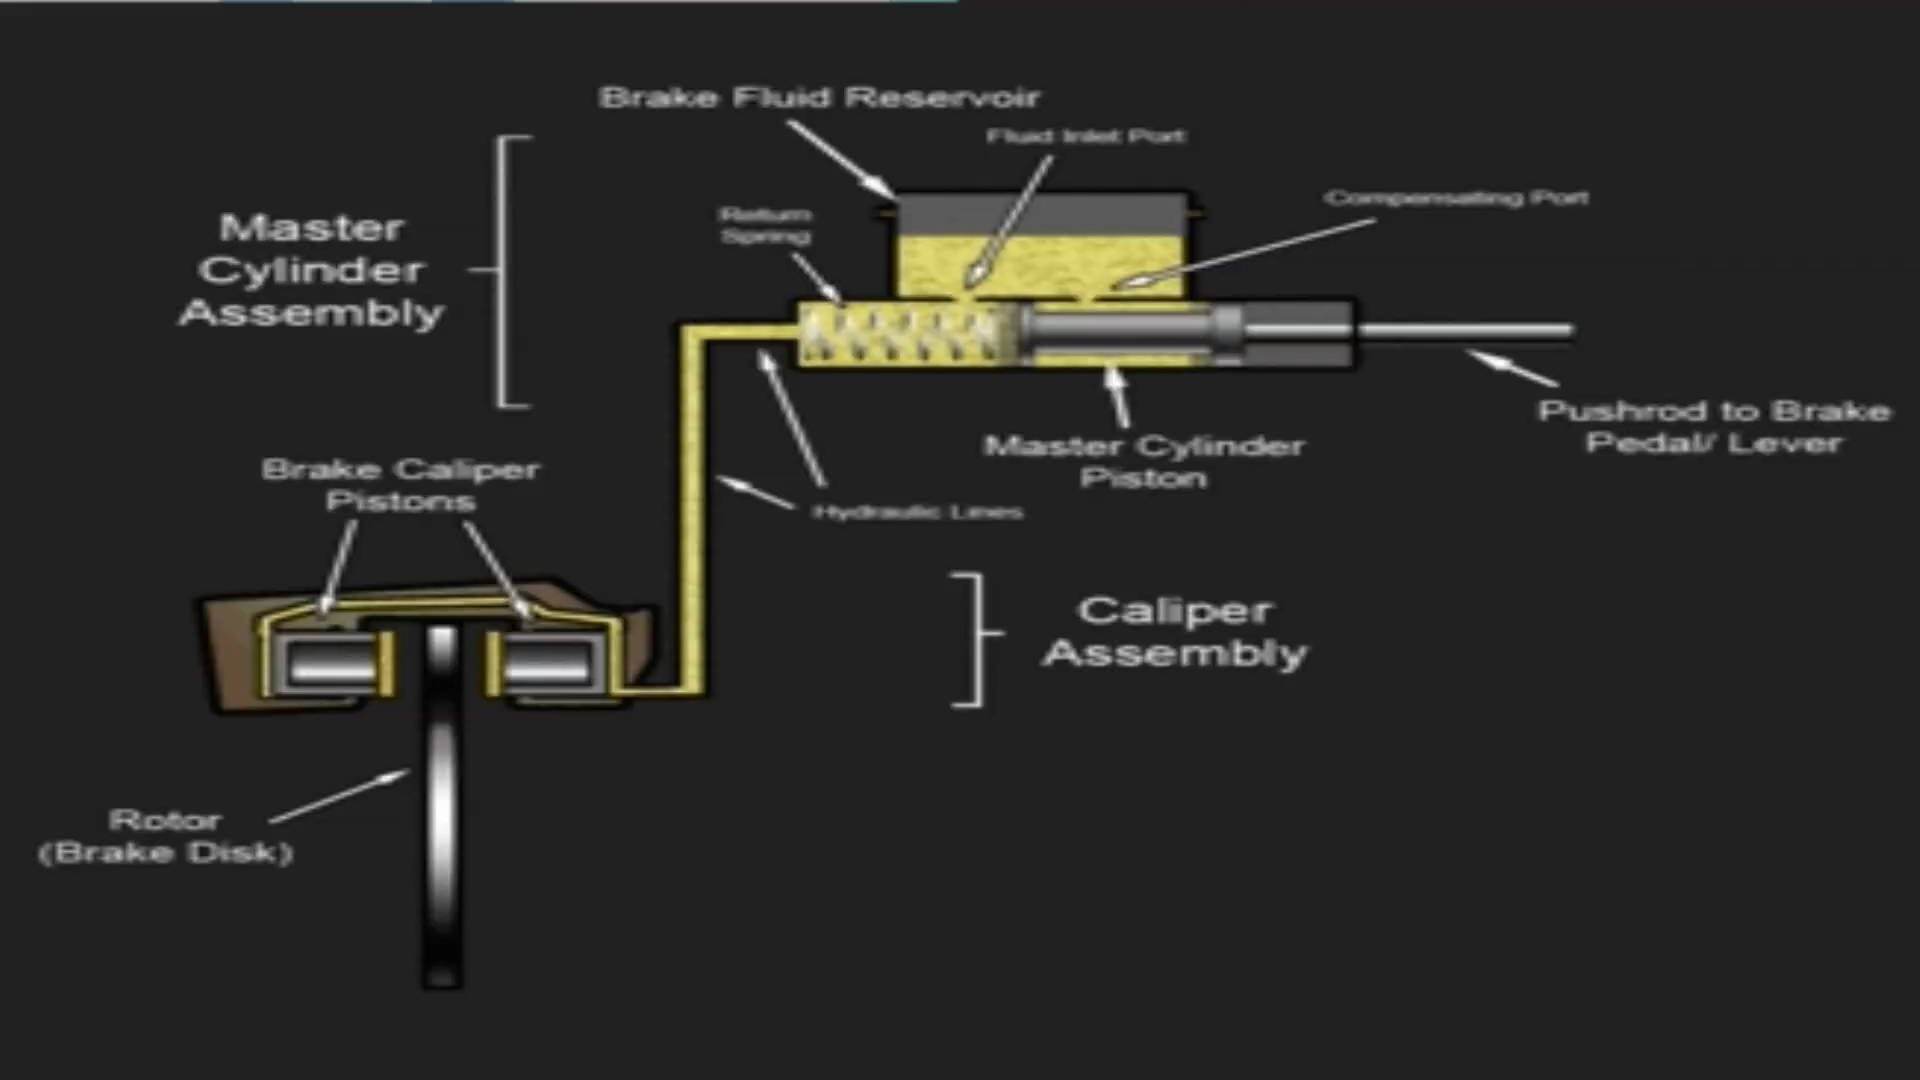 Brake Fluid Reservoir
Fluid Inlet Port
Compensating Port
Return
Spring
Master
Cylinder
Assembly
Pushrod to Brake
Pedal/ Lever
Master Cylinder
Piston
Brake Caliper
Pistons
Hydraulic Lines
Caliper
Assembly
Rotor
(Brake Disk)